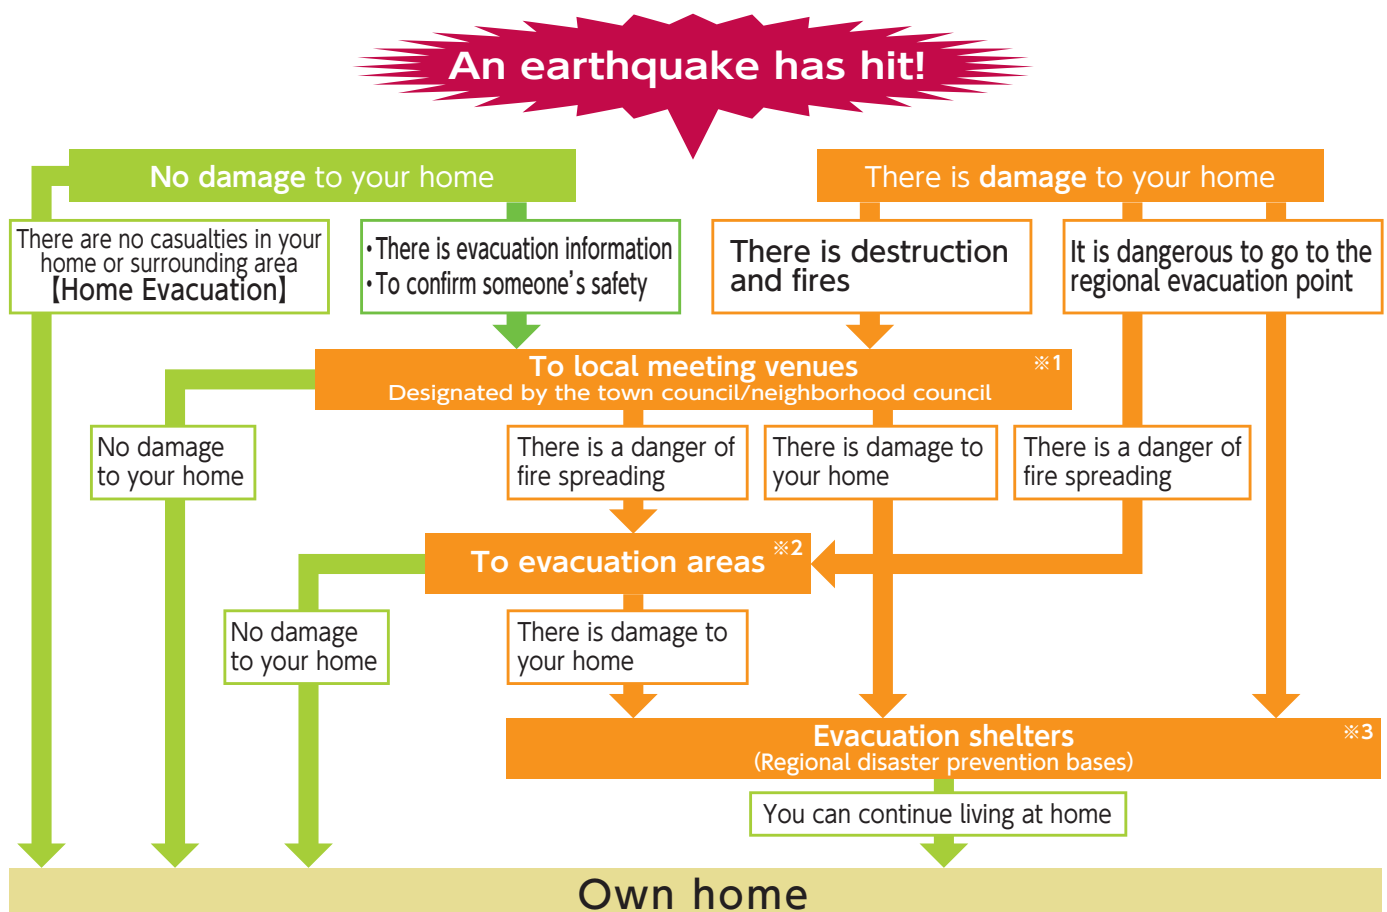 An earthquake has hit!
No damage to your home
There is damage to your home
There are no casualties in your
home or surrounding area
【Home Evacuation】
・There is evacuation information
・To confirm someone's safety
There is destruction
and fires
It is dangerous to go to the
regional evacuation point
To local meeting venues ※1
Designated by the town council/neighborhood council
No damage
to your home
There is a danger of
fire spreading
There is damage to
your home
There is a danger of
fire spreading
To evacuation areas ※2
No damage
to your home
There is damage to
your home
Evacuation shelters ※3
(Regional disaster prevention bases)
You can continue living at home
Own home